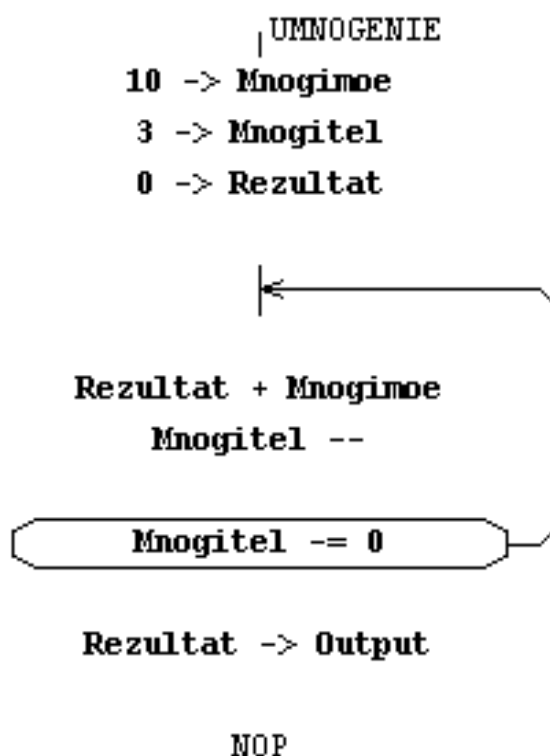 UMNOGENIE
10 -> Mnogimoe
3 -> Mnogitel
0 -> Rezultat
Rezultat + Mnogimoe
Mnogitel --
Mnogitel -= 0
Rezultat -> Output
NOP